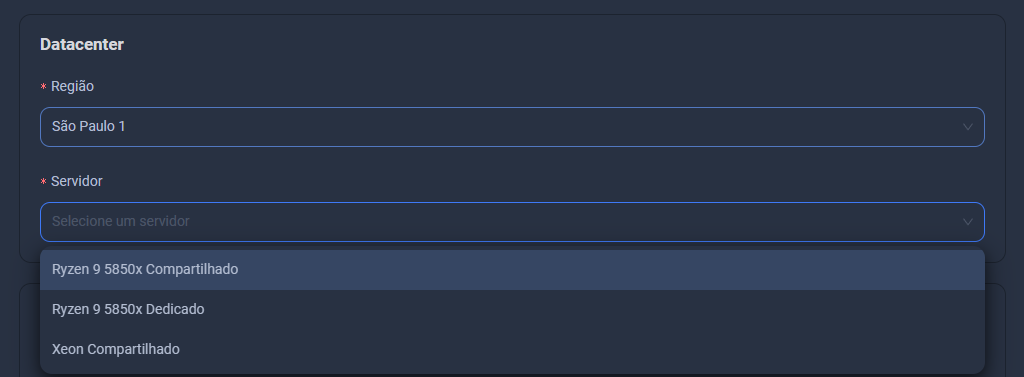 Datacenter
* Região
São Paulo 1
* Servidor
Selecione um servidor
Ryzen 9 5850x Compartilhado
Ryzen 9 5850x Dedicado
Xeon Compartilhado